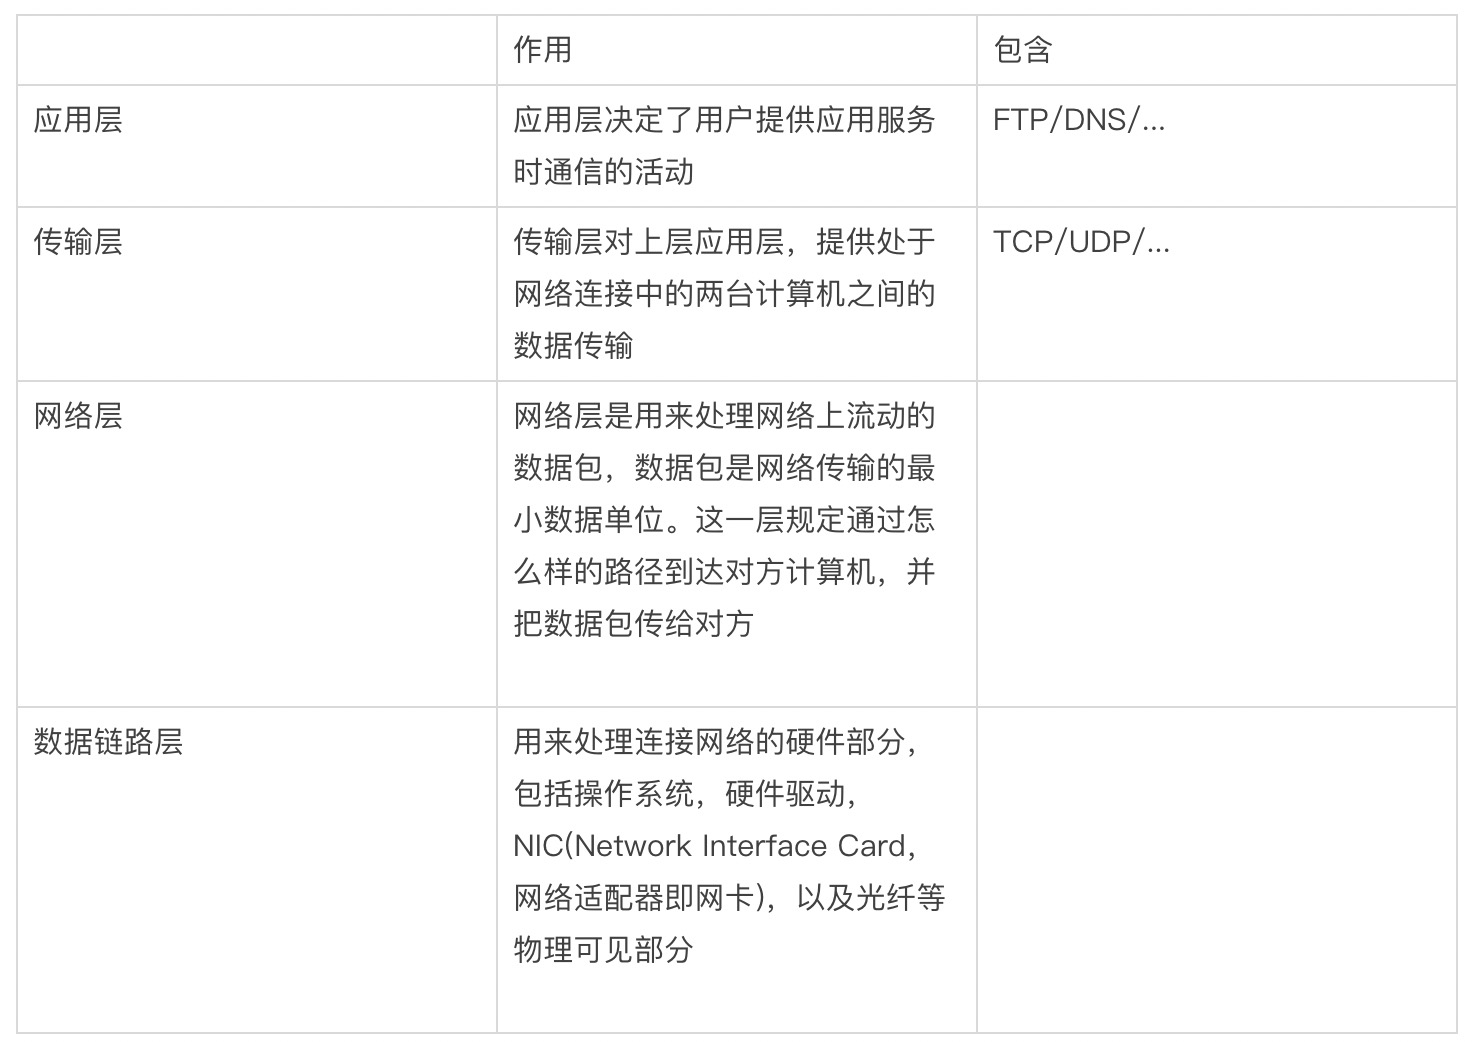 作用
包含
应用层
应用层决定了用户提供应用服务
时通信的活动
FTP/DNS/...
传输层
传输层对上层应用层，提供处于
网络连接中的两台计算机之间的
数据传输
TCP/UDP/...
网络层
网络层是用来处理网络上流动的
数据包，数据包是网络传输的最
小数据单位。这一层规定通过怎
么样的路径到达对方计算机，并
把数据包传给对方
数据链路层
用来处理连接网络的硬件部分，
包括操作系统，硬件驱动，
NIC(Network Interface Card，
网络适配器即网卡)，以及光纤等
物理可见部分